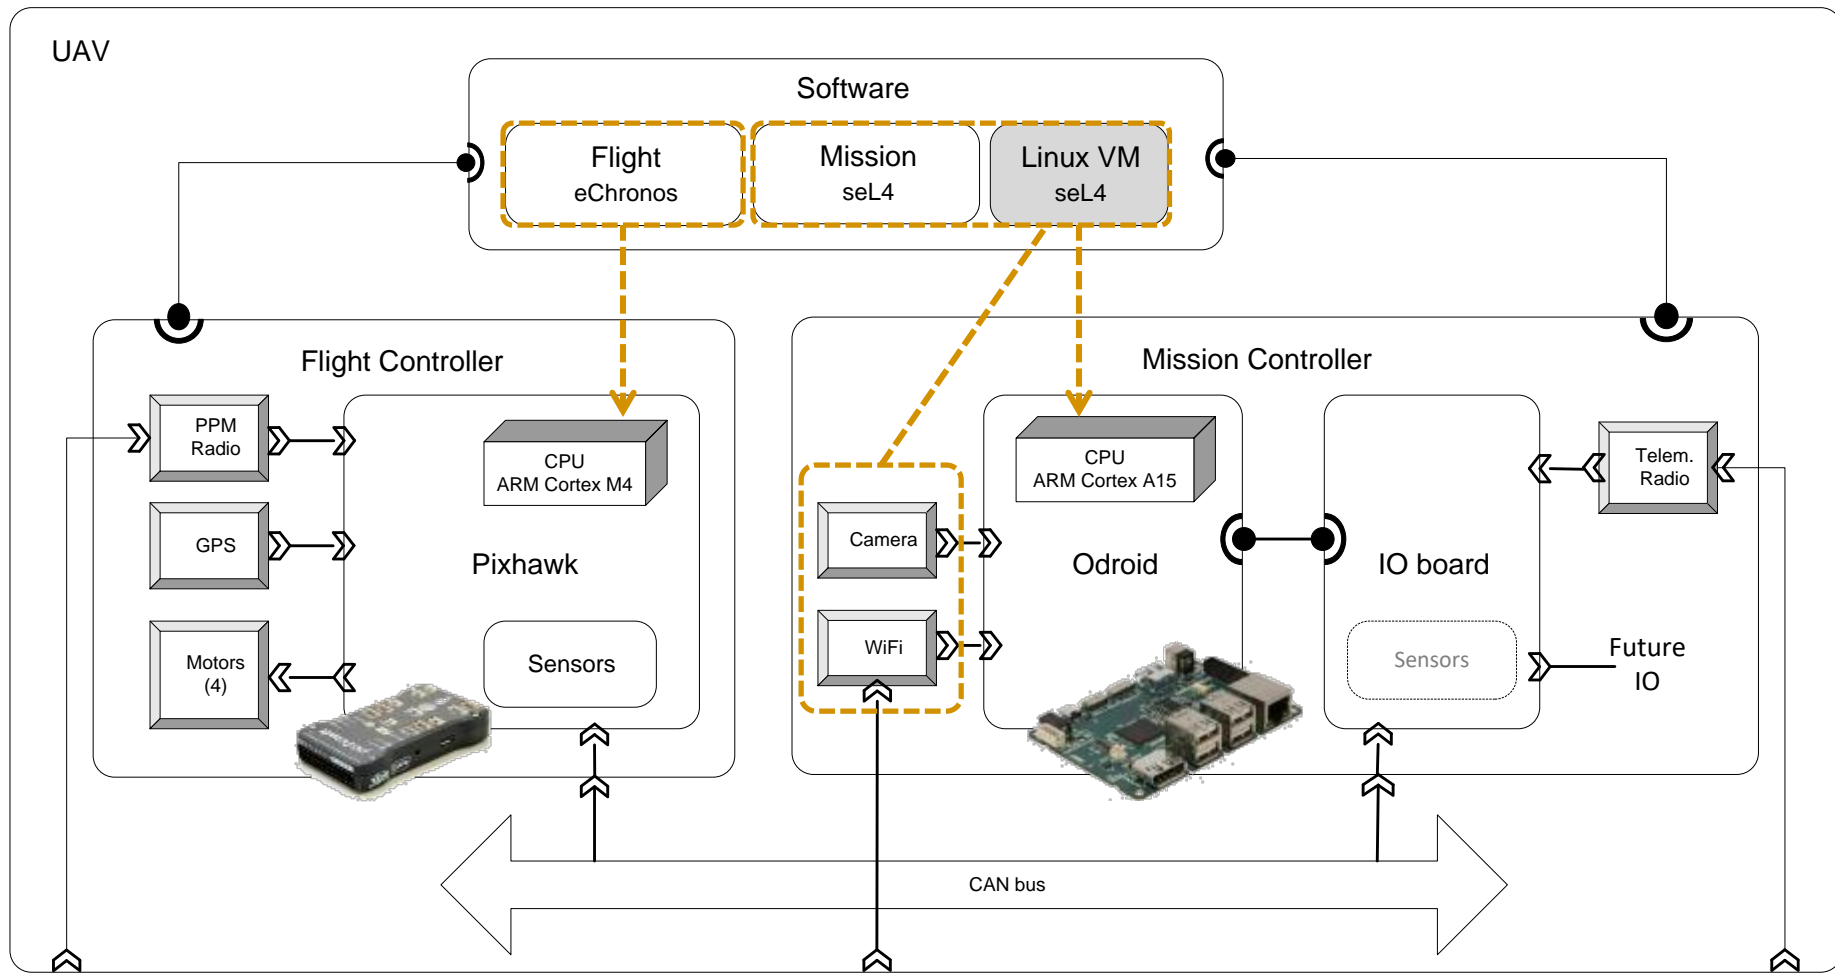 UAV
Software
Flight
eChronos
Mission
seL4
Linux VM
seL4
Flight Controller
Mission Controller
PPM
Radio
CPU
ARM Cortex M4
CPU
ARM Cortex A15
Telem.
Radio
GPS
Pixhawk
Camera
Odroid
IO board
Motors
(4)
Sensors
WiFi
Sensors
Future
IO
CAN bus